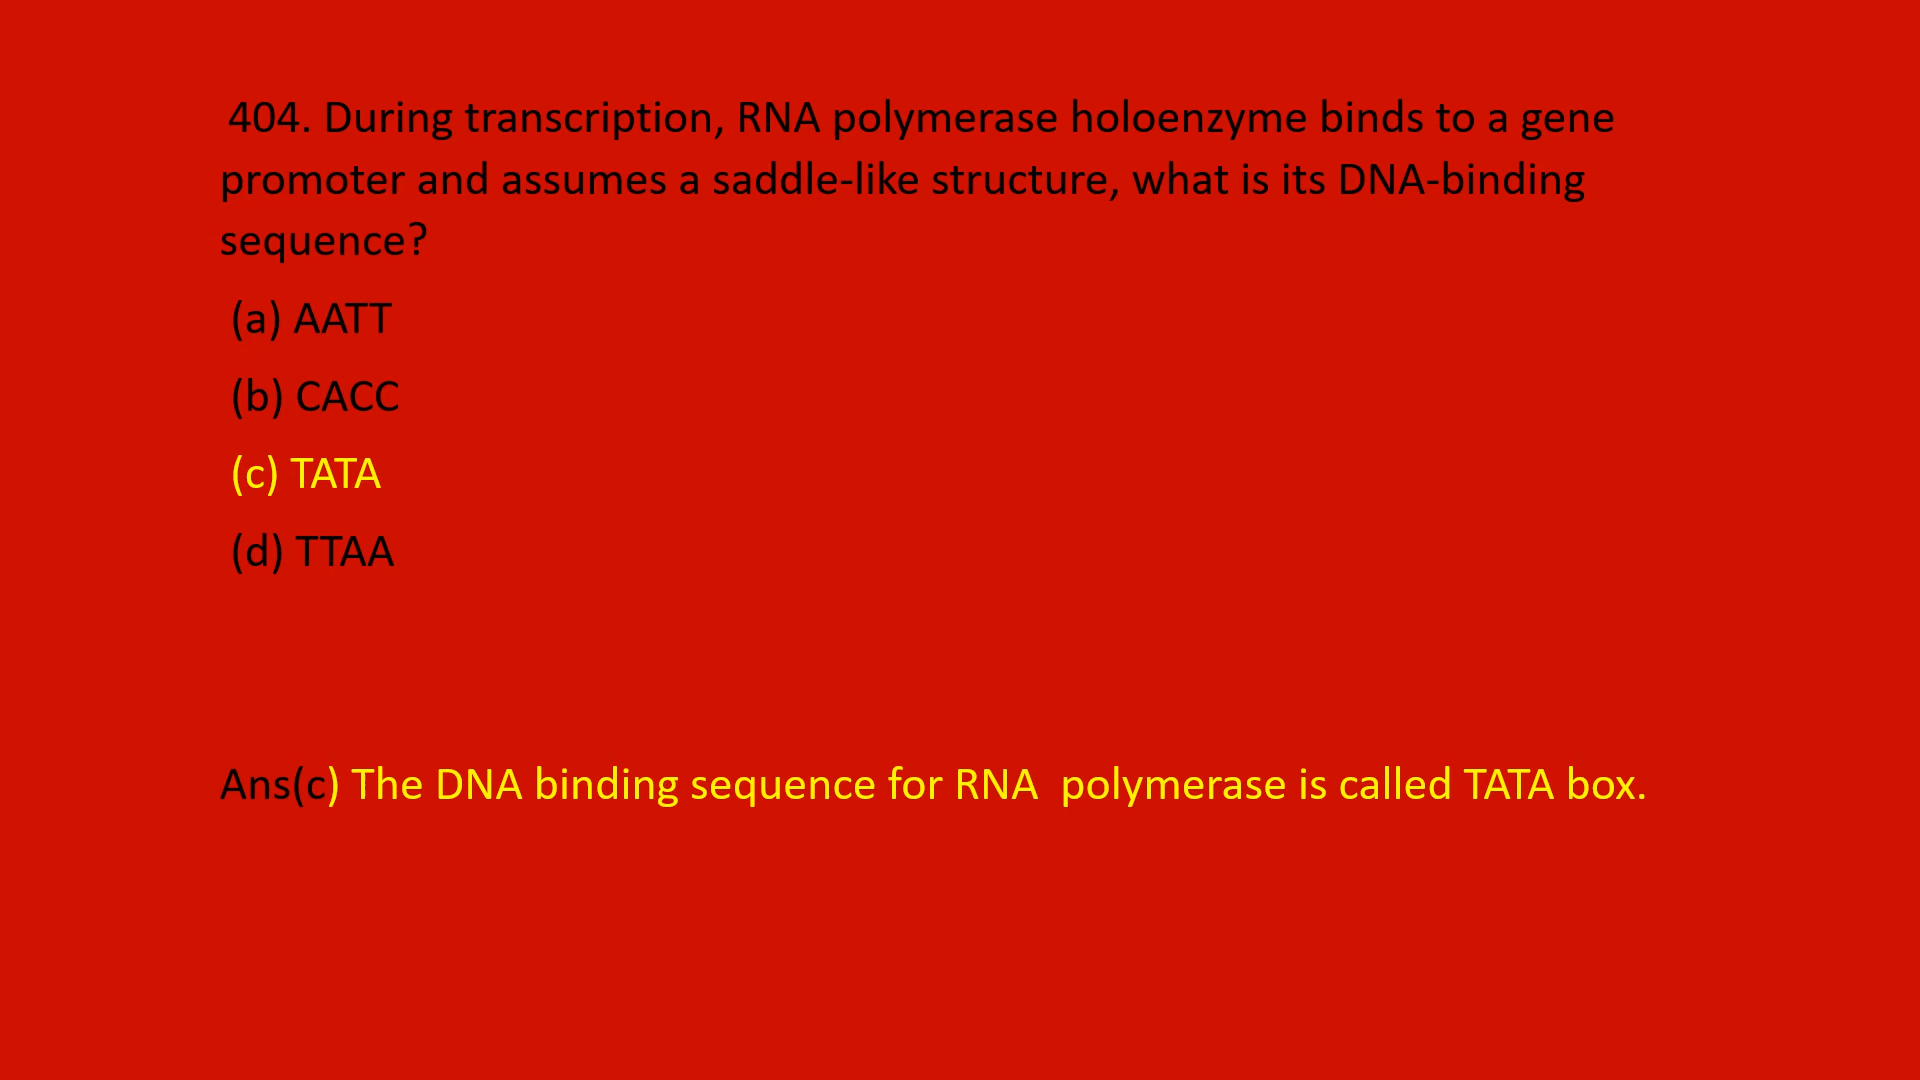 404. During transcription, RNA polymerase holoenzyme binds to a gene
promoter and assumes a saddle-like structure, what is its DNA-binding
sequence?
(a) AATT
(b) CACC
(c) TATA
(d) TTAA
Ans(c) The DNA binding sequence for RNA  polymerase is called TATA box.